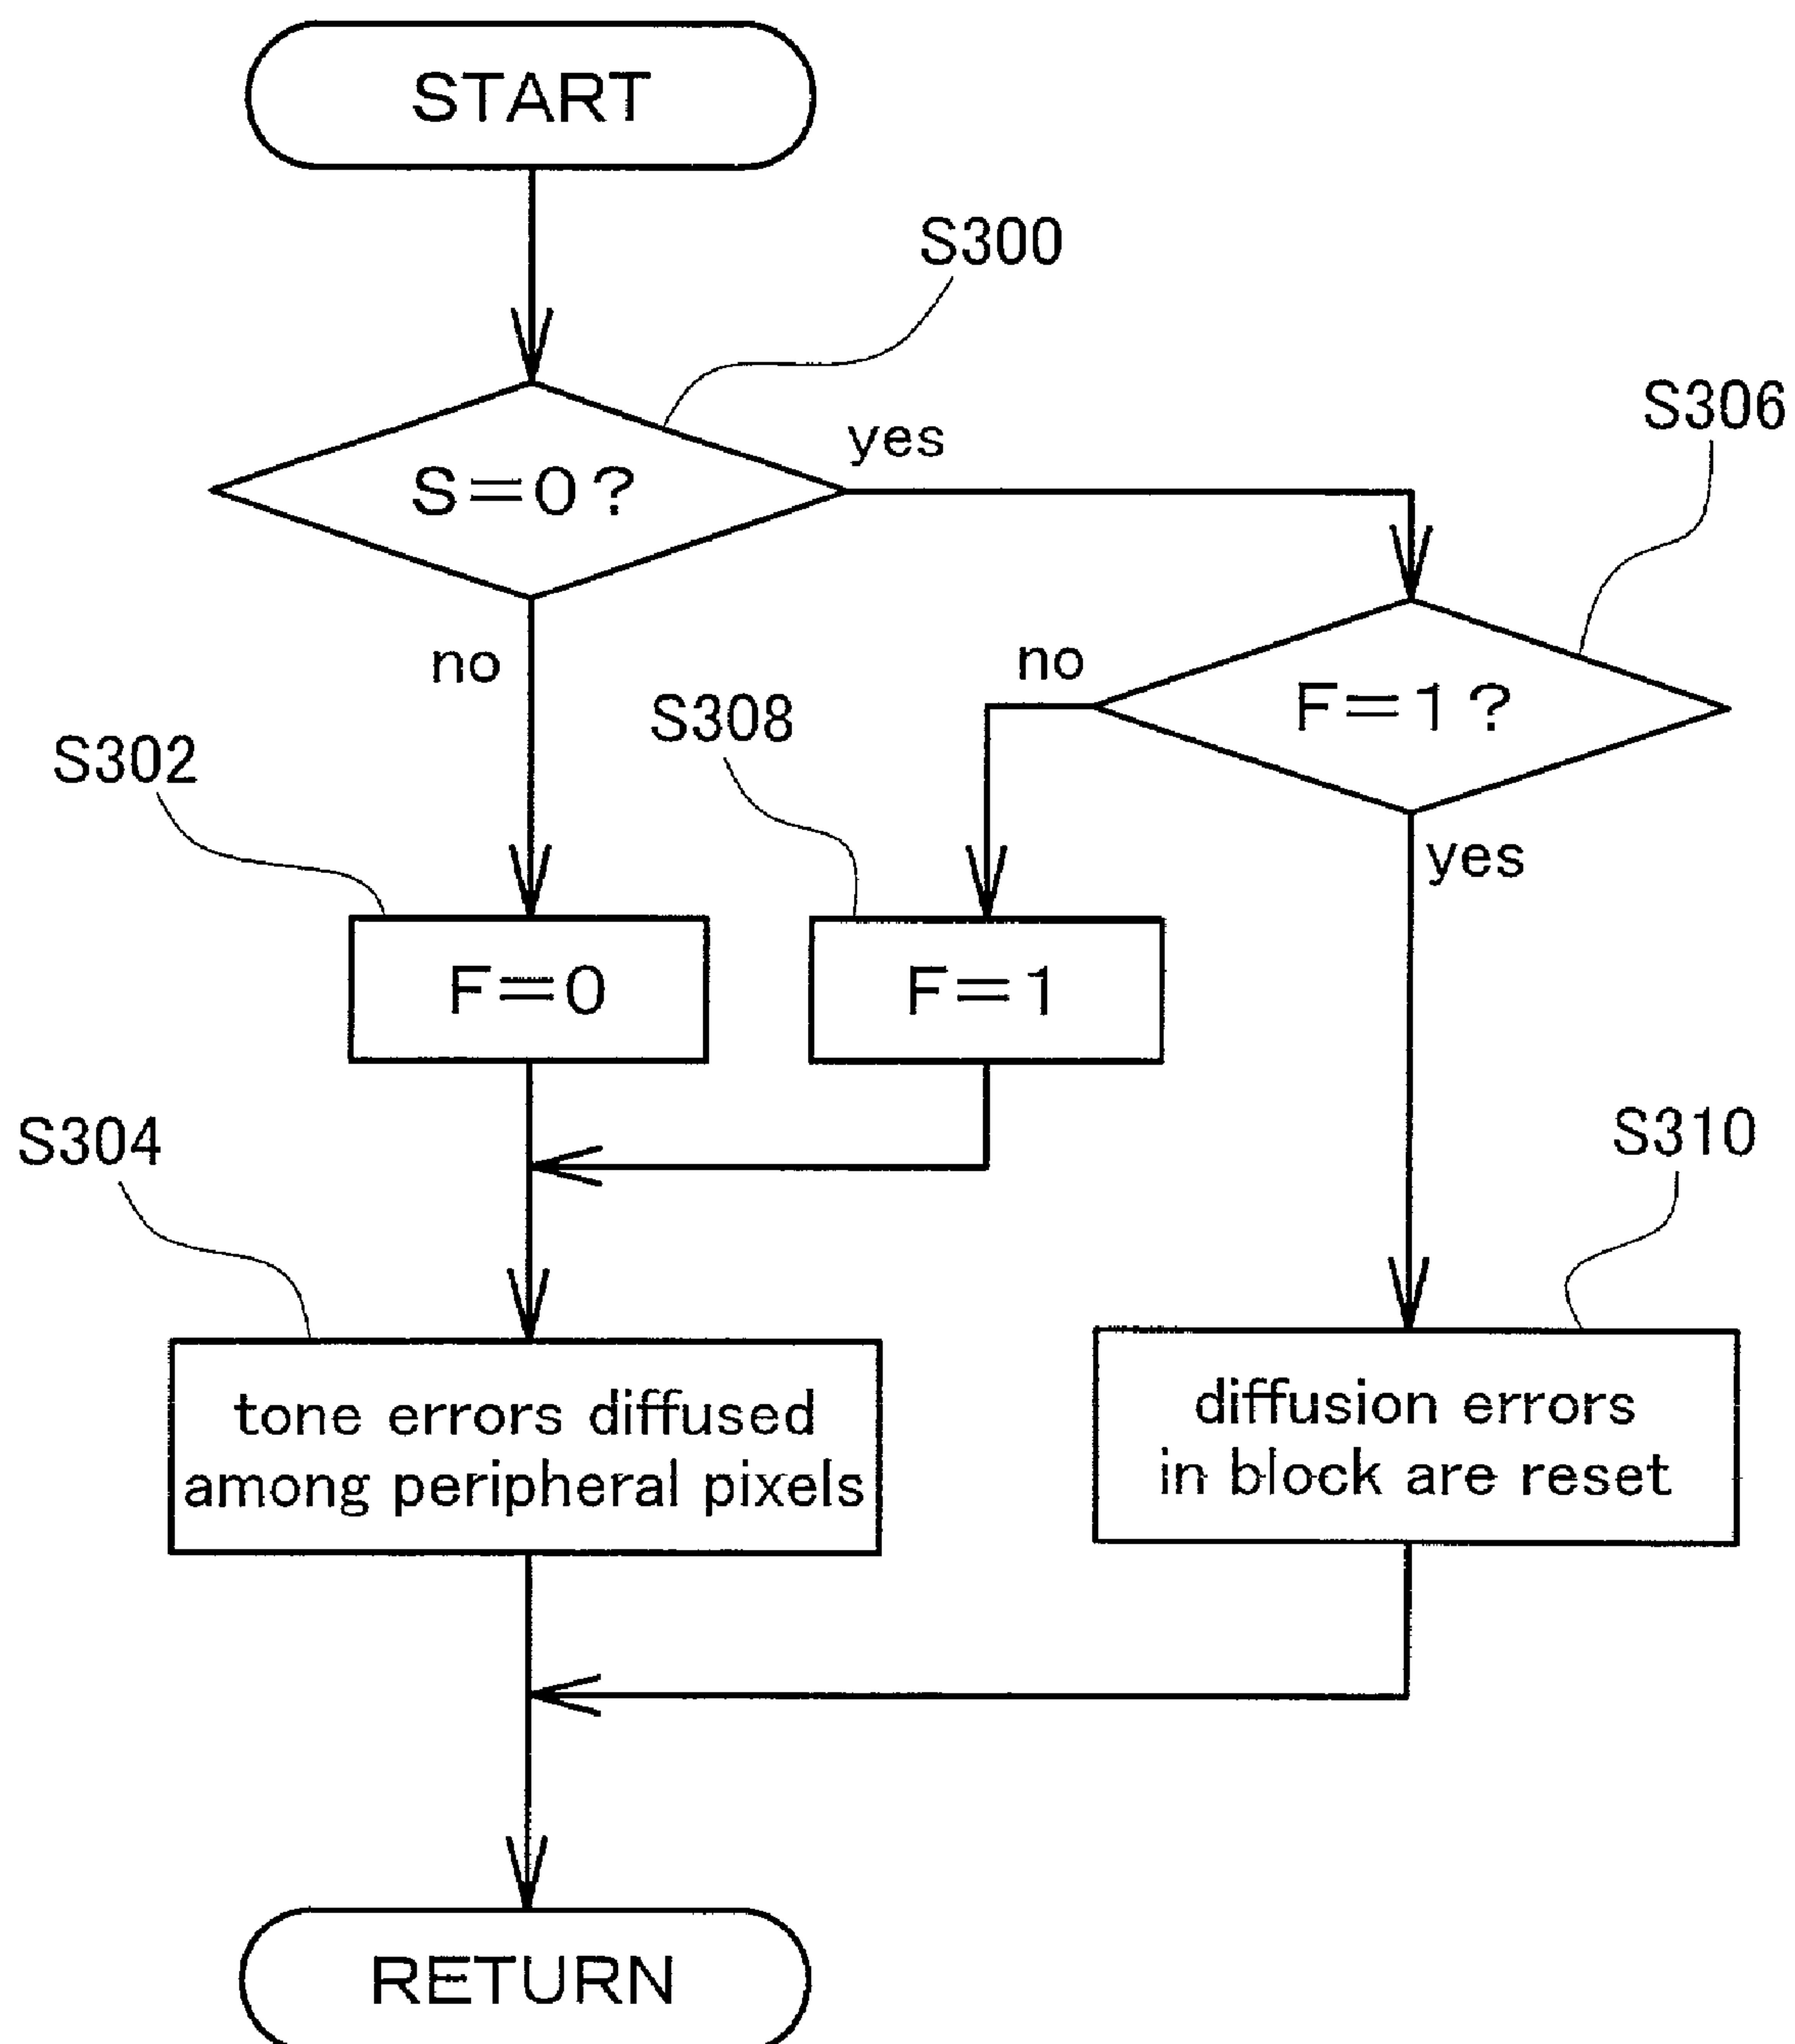 START
S300
S=0?
yes
S306
no
no
F=1?
S308
S302
yes
F=0
F=1
S304
S310
tone errors diffused
among peripheral pixels
diffusion errors
in block are reset
RETURN